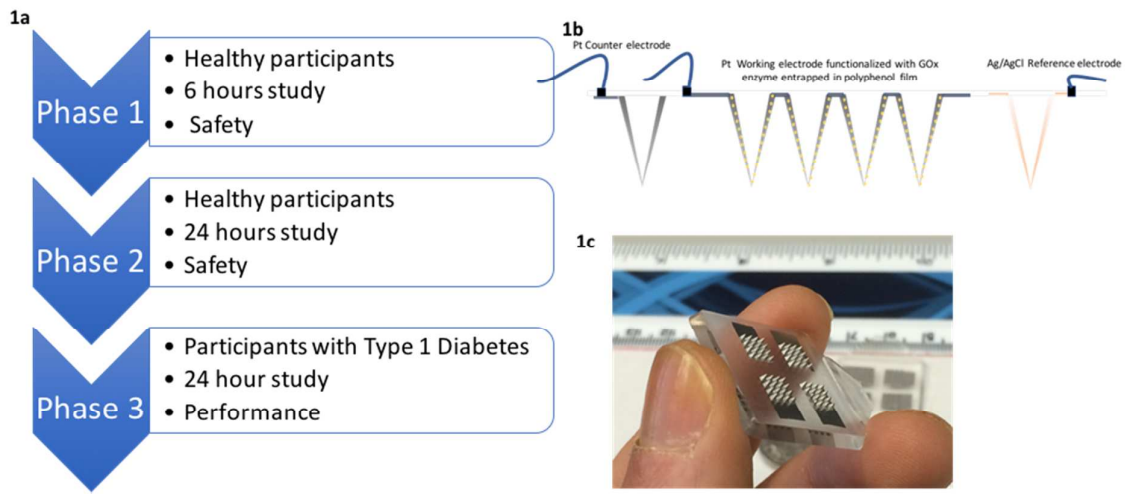 1a
Phase 1
• Healthy participants
• 6 hours study
• Safety
Phase 2
• Healthy participants
• 24 hours study
• Safety
Phase 3
• Participants with Type 1 Diabetes
• 24 hour study
• Performance
1b
Pt Counter electrode
Pt Working electrode functionalized with GOx
enzyme entrapped in polyphenol film
Ag/AgCl Reference electrode
1c